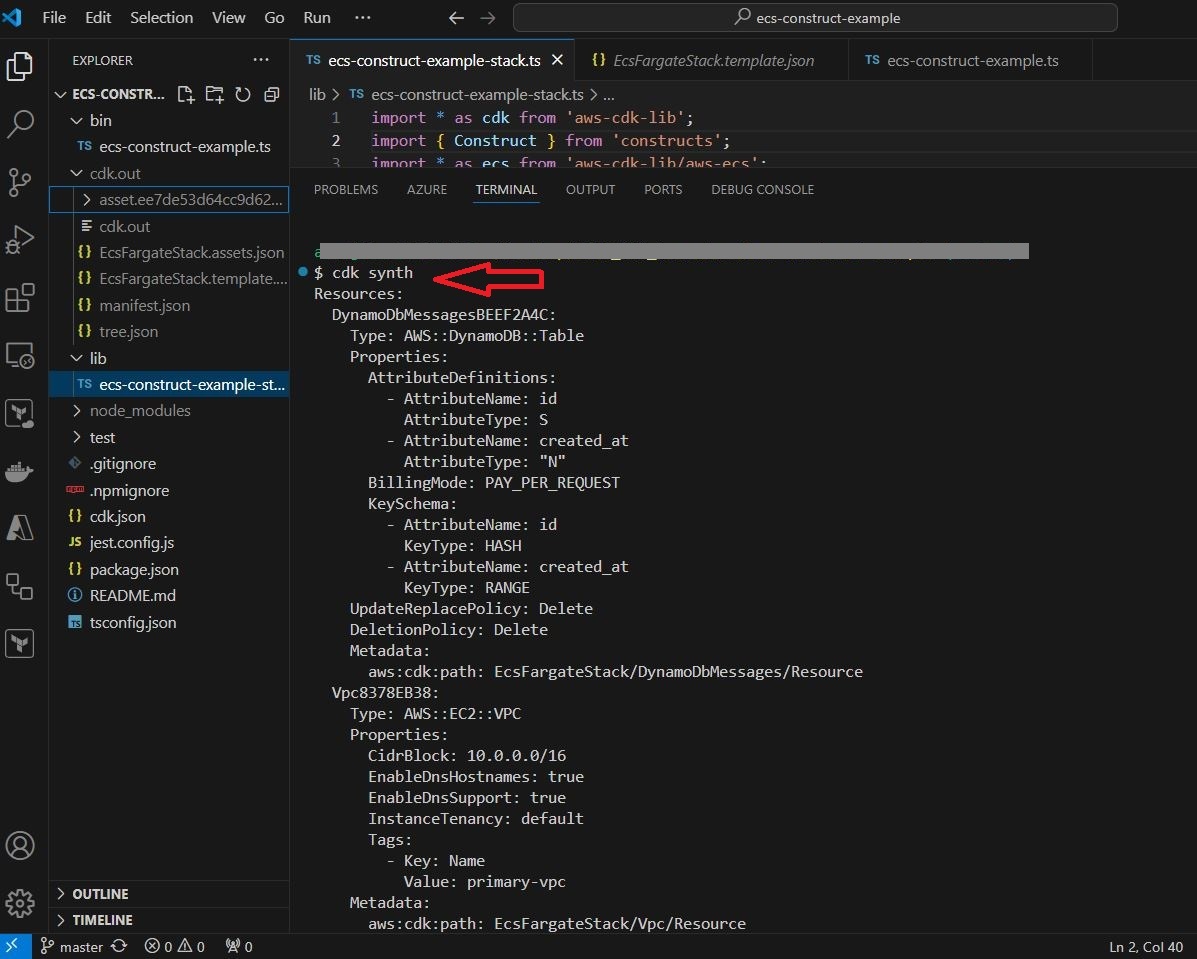 File Edit Selection View Go Run ··· ecs-construct-example
EXPLORER ···
ECS-CONSTR...
bin
TS ecs-construct-example.ts
cdk.out
asset.ee7de53d64cc9d62...
cdk.out
{} EcsFargateStack.assets.json
{} EcsFargateStack.template....
{} manifest.json
{} tree.json
lib
TS ecs-construct-example-st...
node_modules
test
.gitignore
npm .npmignore
{} cdk.json
JS jest.config.js
{} package.json
README.md
TS tsconfig.json
OUTLINE
TIMELINE
TS ecs-construct-example-stack.ts {} EcsFargateStack.template.json TS ecs-construct-example.ts
lib > TS ecs-construct-example-stack.ts > ...
1 import * as cdk from 'aws-cdk-lib';
2 import { Construct } from 'constructs';
3 import * as ecs from 'aws-cdk-lib/aws-ecs';
PROBLEMS AZURE TERMINAL OUTPUT PORTS DEBUG CONSOLE
$ cdk synth
Resources:
DynamoDbMessagesBEEF2A4C:
Type: AWS::DynamoDB::Table
Properties:
AttributeDefinitions:
- AttributeName: id
AttributeType: S
- AttributeName: created_at
AttributeType: "N"
BillingMode: PAY_PER_REQUEST
KeySchema:
- AttributeName: id
KeyType: HASH
- AttributeName: created_at
KeyType: RANGE
UpdateReplacePolicy: Delete
DeletionPolicy: Delete
Metadata:
aws:cdk:path: EcsFargateStack/DynamoDbMessages/Resource
Vpc8378EB38:
Type: AWS::EC2::VPC
Properties:
CidrBlock: 10.0.0.0/16
EnableDnsHostnames: true
EnableDnsSupport: true
InstanceTenancy: default
Tags:
- Key: Name
Value: primary-vpc
Metadata:
aws:cdk:path: EcsFargateStack/Vpc/Resource
master 0 0 0 Ln 2, Col 40